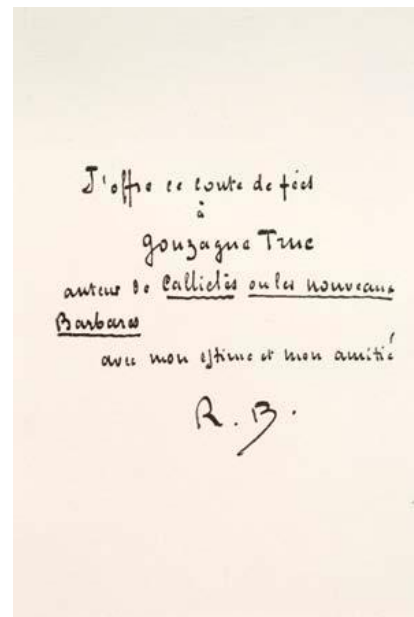 J'offre ce conte de fées
à
Gonzague Truc
auteur de Calliclès ou les nouveaux
Barbares
avec mon estime et mon amitié
R. B.